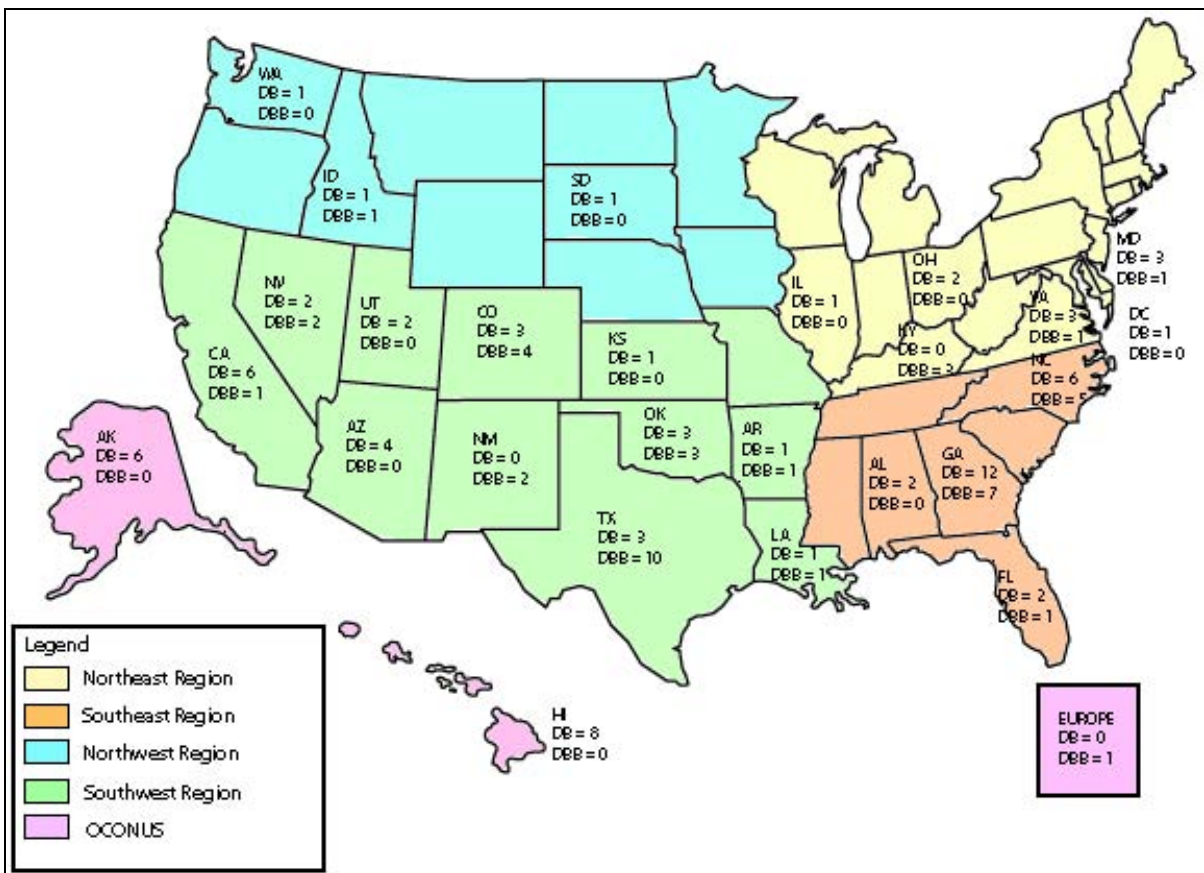 WA
DB = 1
DBB = 0
ID
DB = 1
DBB = 1
SD
DB = 1
DBB = 0
MD
DB = 3
DBB = 1
OH
DB = 2
DBB = 0
IL
DB = 1
DBB = 0
VA
DB = 3
DBB = 1
DC
DB = 1
DBB = 0
KY
DB = 0
DBB = 3
NV
DB = 2
DBB = 2
UT
DB = 2
DBB = 0
CO
DB = 3
DBB = 4
KS
DB = 1
DBB = 0
CA
DB = 6
DBB = 1
NC
DB = 6
DBB = 5
AZ
DB = 4
DBB = 0
NM
DB = 0
DBB = 2
OK
DB = 3
DBB = 3
AR
DB = 1
DBB = 1
AL
DB = 2
DBB = 0
GA
DB = 12
DBB = 7
AK
DB = 6
DBB = 0
TX
DB = 3
DBB = 10
LA
DB = 1
DBB = 1
FL
DB = 2
DBB = 1
Legend
Northeast Region
Southeast Region
Northwest Region
Southwest Region
OCONUS
HI
DB = 8
DBB = 0
EUROPE
DB = 0
DBB = 1